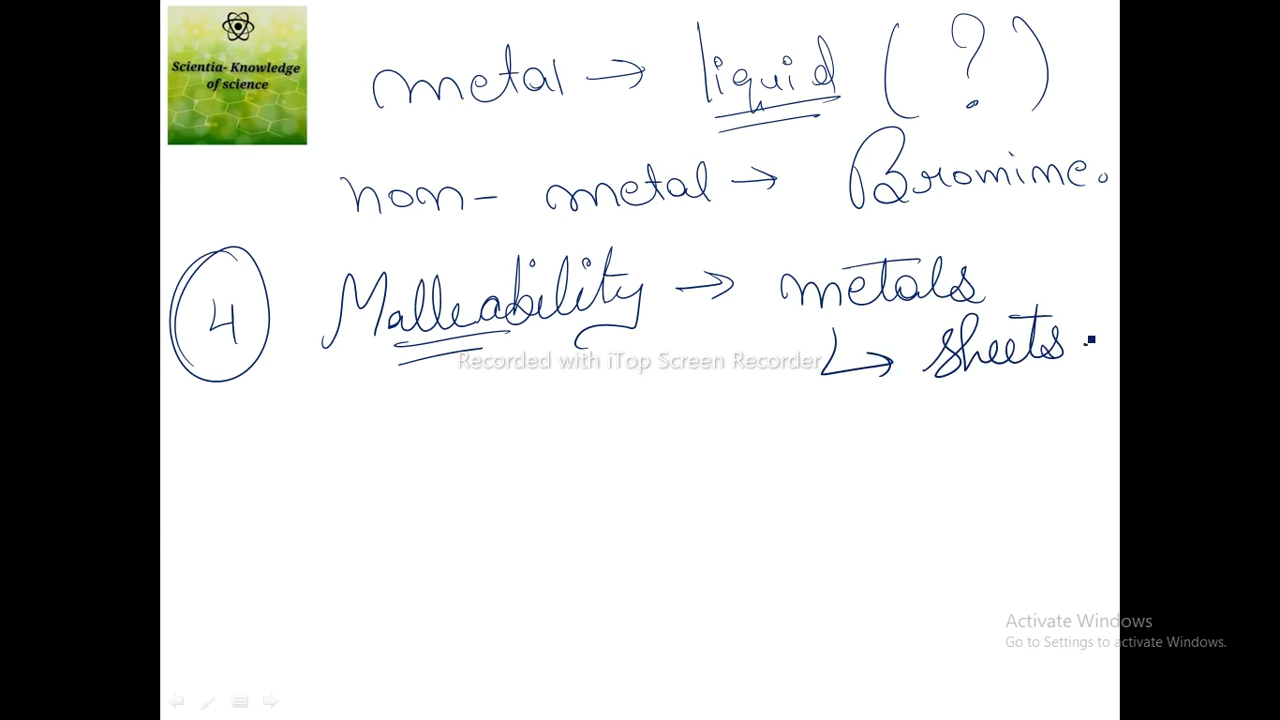 Scientia- Knowledge
of science
metal → liquid (?)
non- metal → Bromine.
4 Malleability → metals
↳ sheets.
Recorded with iTop Screen Recorder
Activate Windows
Go to Settings to activate Windows.